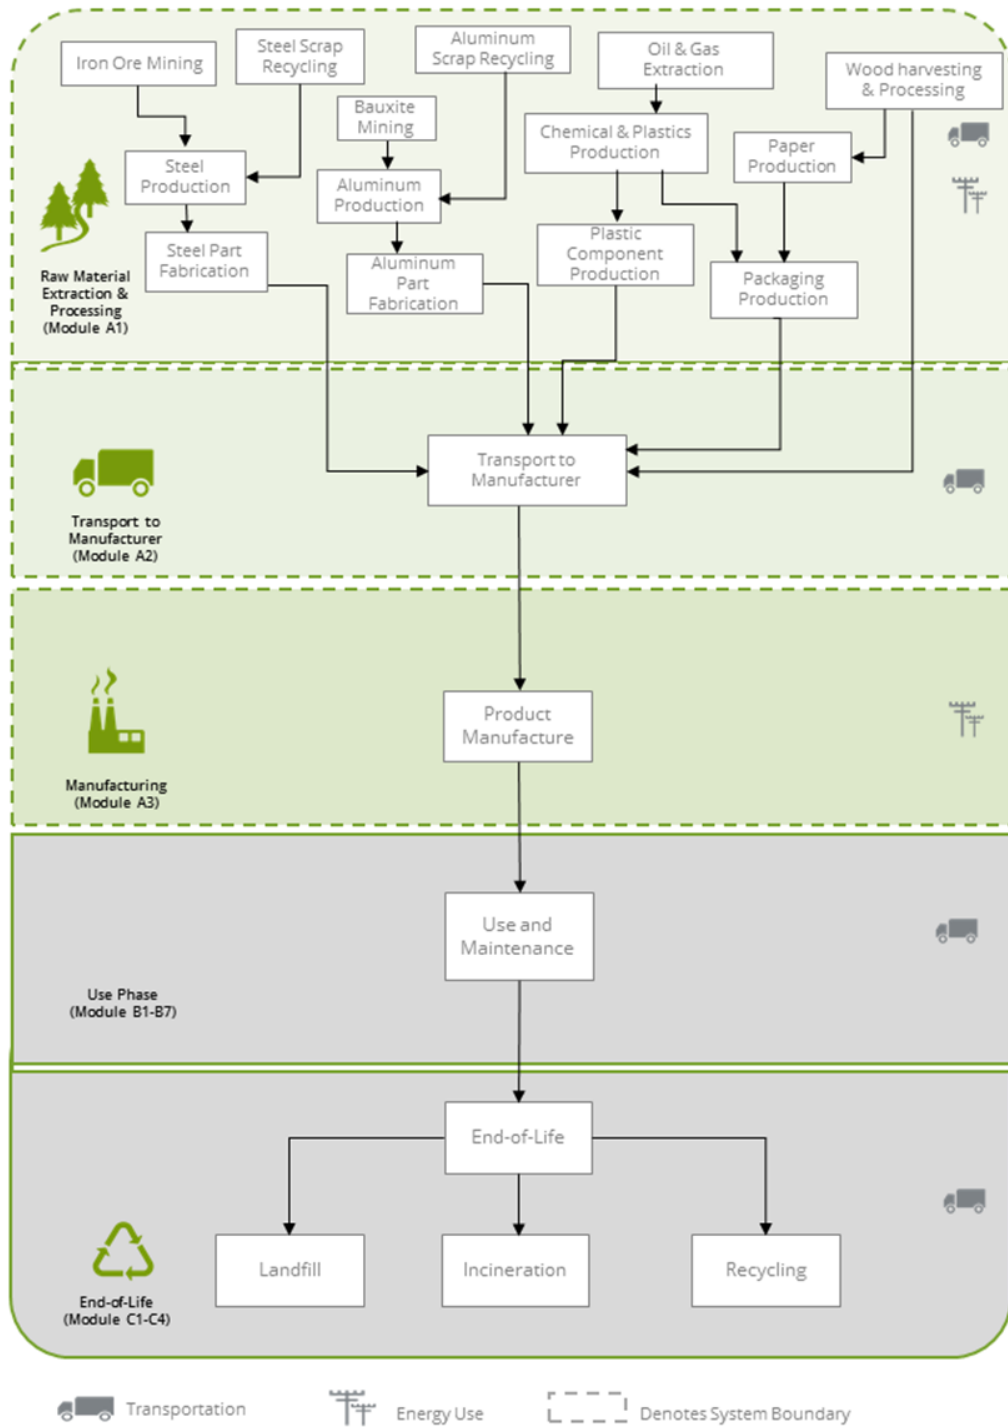 Iron Ore Mining
Steel Scrap
Recycling
Aluminum
Scrap Recycling
Oil & Gas
Extraction
Wood harvesting
& Processing
Bauxite
Mining
Chemical & Plastics
Production
Paper
Production
Steel
Production
Aluminum
Production
Steel Part
Fabrication
Aluminum
Part
Fabrication
Plastic
Component
Production
Packaging
Production
Raw Material
Extraction &
Processing
(Module A1)
Transport to
Manufacturer
Transport to
Manufacturer
(Module A2)
Product
Manufacture
Manufacturing
(Module A3)
Use and
Maintenance
Use Phase
(Module B1-B7)
End-of-Life
Landfill
Incineration
Recycling
End-of-Life
(Module C1-C4)
Transportation
Energy Use
Denotes System Boundary